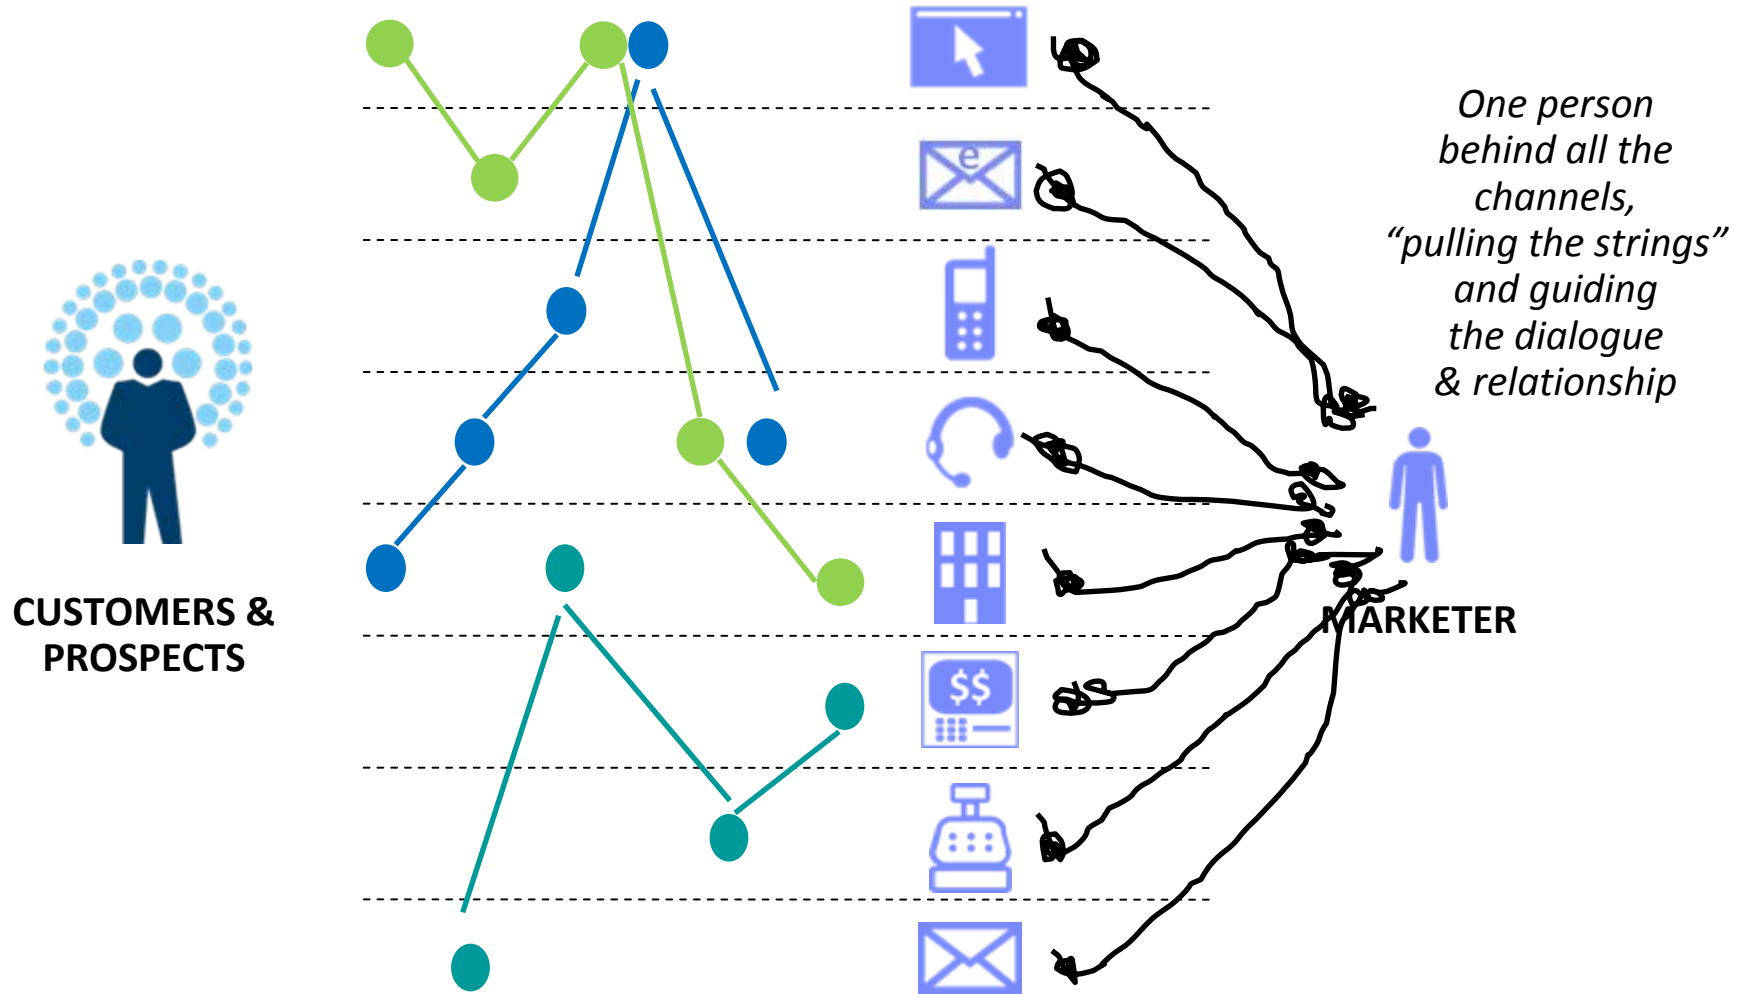 One person
behind all the
channels,
“pulling the strings”
and guiding
the dialogue
& relationship
e
CUSTOMERS &
PROSPECTS
MARKETER
$$